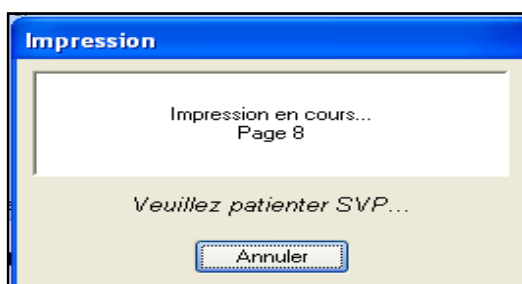 Impression
Impression en cours...
Page 8
Veuillez patienter SVP...
Annuler